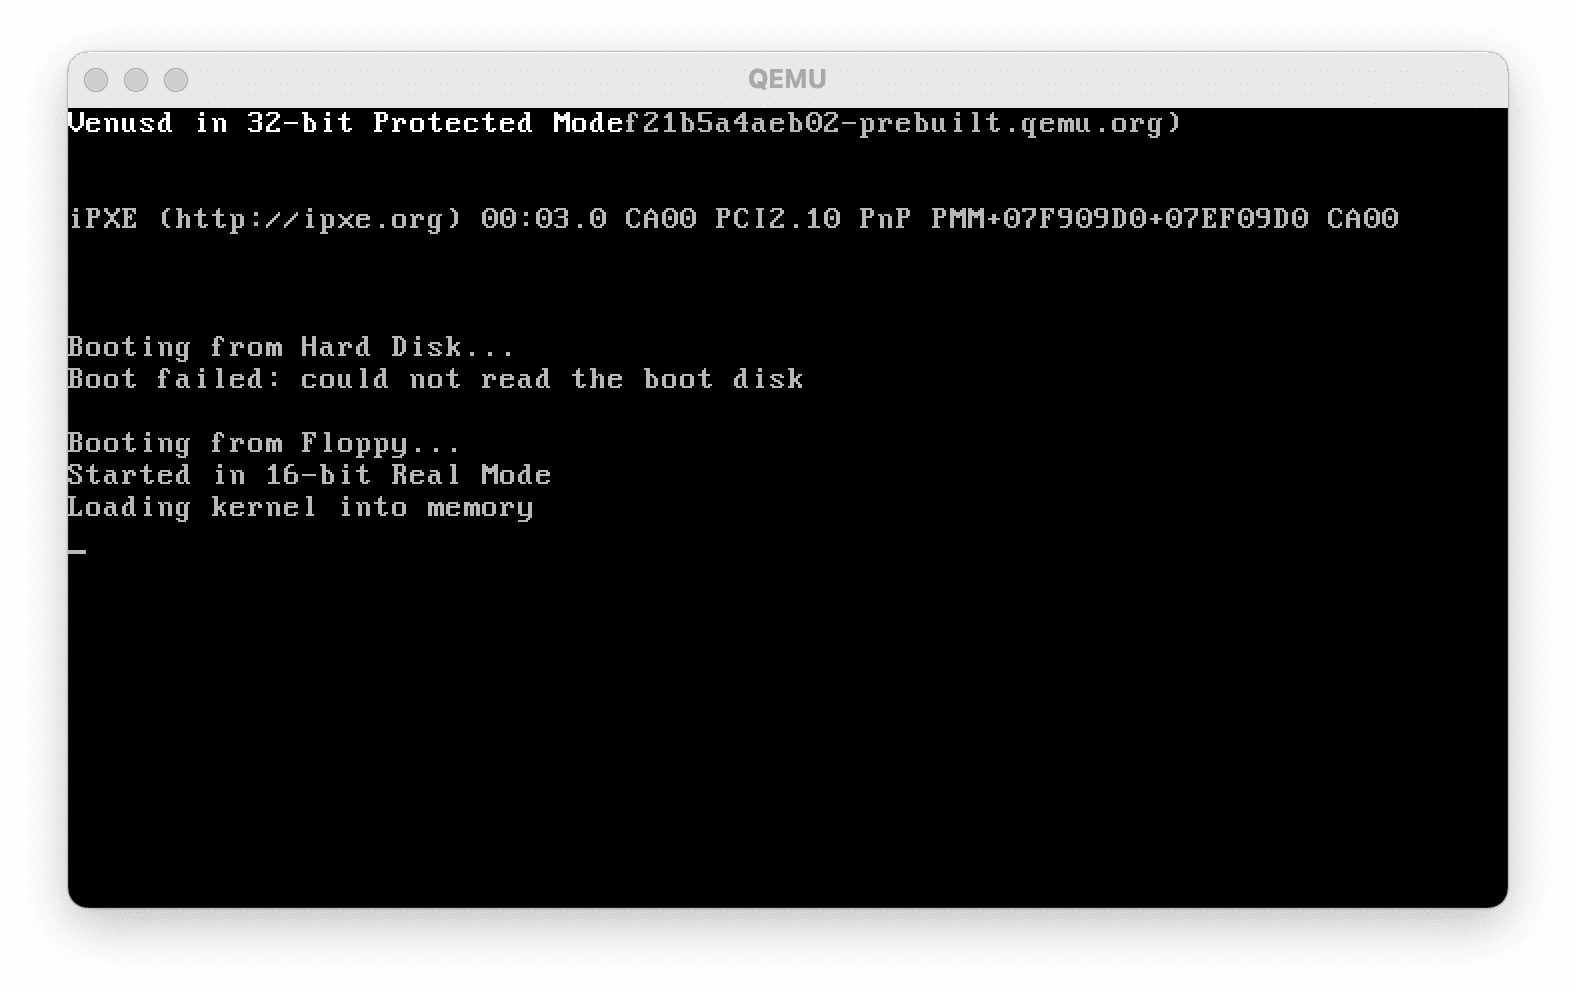 QEMU
Venusd in 32-bit Protected Modef21b5a4aeb02-prebuilt.qemu.org)
iPXE (http://ipxe.org) 00:03.0 CA00 PCI2.10 PnP PMM+07F909D0+07EF09D0 CA00
Booting from Hard Disk...
Boot failed: could not read the boot disk
Booting from Floppy...
Started in 16-bit Real Mode
Loading kernel into memory